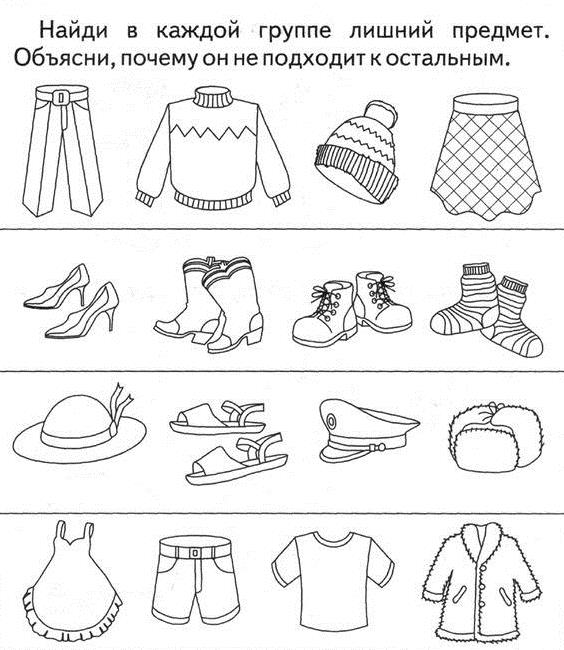 Найди в каждой группе лишний предмет.
Объясни, почему он не подходит к остальным.